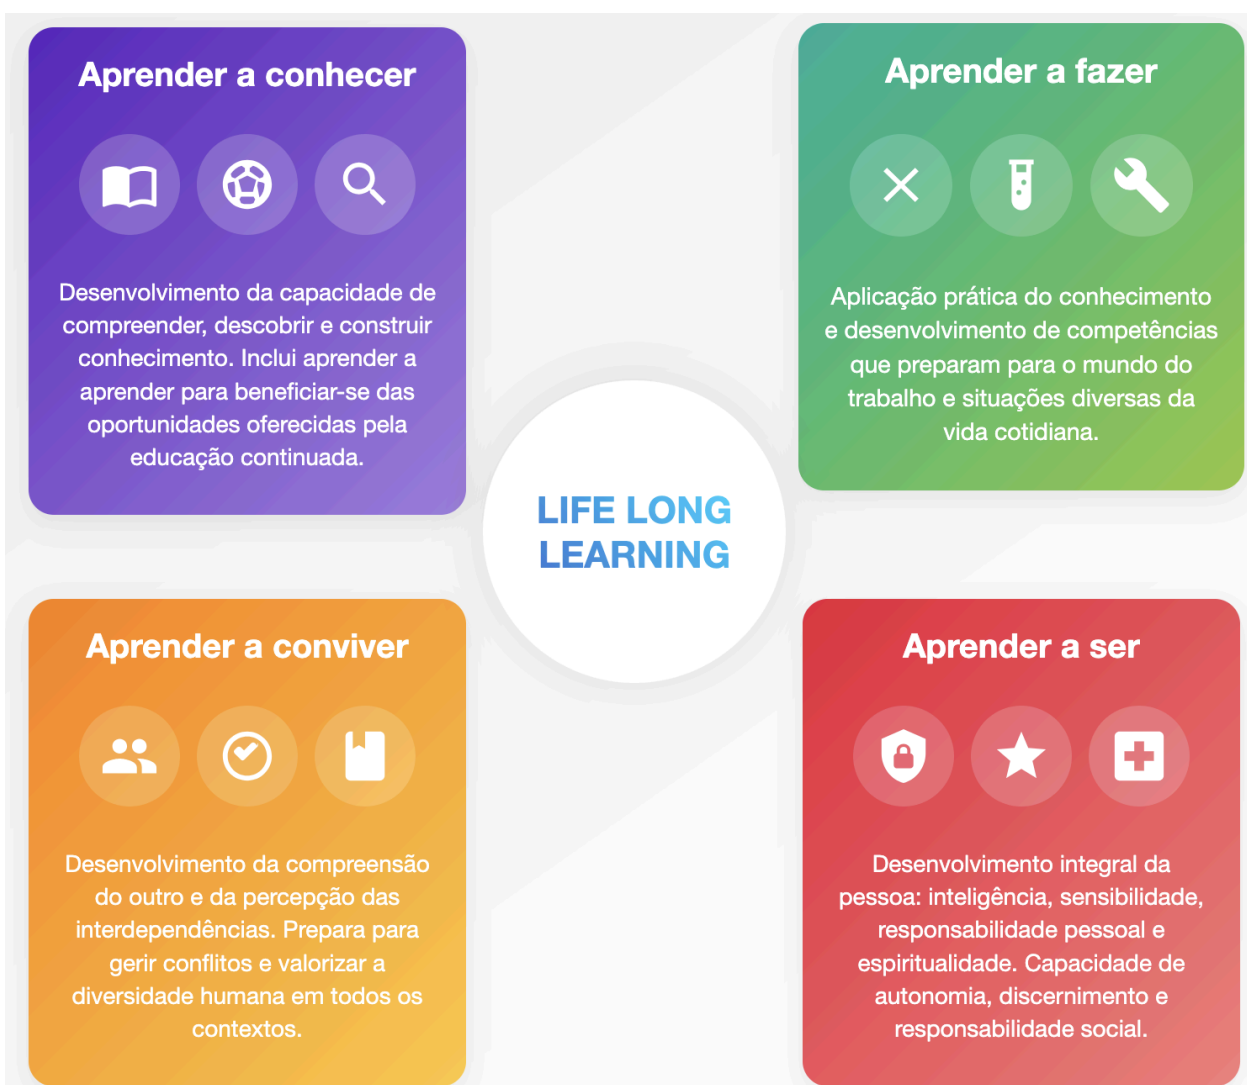 Aprender a conhecer
Desenvolvimento da capacidade de
compreender, descobrir e construir
conhecimento. Inclui aprender a
aprender para beneficiar-se das
oportunidades oferecidas pela
educação continuada.
Aprender a fazer
Aplicação prática do conhecimento
e desenvolvimento de competências
que preparam para o mundo do
trabalho e situações diversas da
vida cotidiana.
LIFE LONG
LEARNING
Aprender a conviver
Desenvolvimento da compreensão
do outro e da percepção das
interdependências. Prepara para
gerir conflitos e valorizar a
diversidade humana em todos os
contextos.
Aprender a ser
Desenvolvimento integral da
pessoa: inteligência, sensibilidade,
responsabilidade pessoal e
espiritualidade. Capacidade de
autonomia, discernimento e
responsabilidade social.